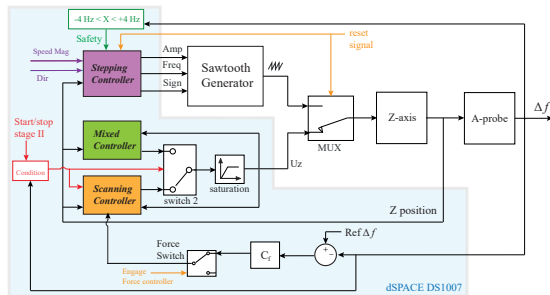 -4 Hz < X < +4 Hz
Safety
reset
signal
Speed Mag
Dir
Stepping
Controller
Amp
Freq
Sign
Sawtooth
Generator
MUX
Z-axis
A-probe
Δf
Start/stop
stage II
Condition
Mixed
Controller
Scanning
Controller
switch 2
saturation
Uz
Z position
Force
Switch
Engage
Force controller
Cf
Ref Δf
+
−
dSPACE DS1007